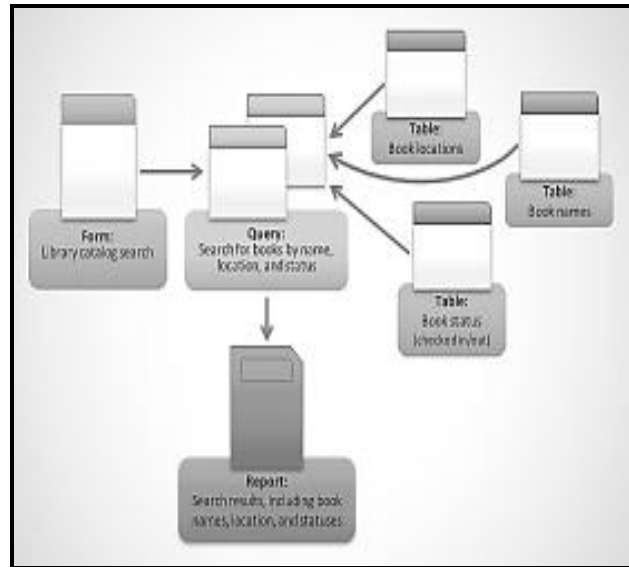 Form:
Library catalog search
Query:
Search for books by name,
location, and status
Table:
Book locations
Table:
Book names
Table:
Book status
(checked in/out)
Report:
Search results, including book
names, location, and statuses